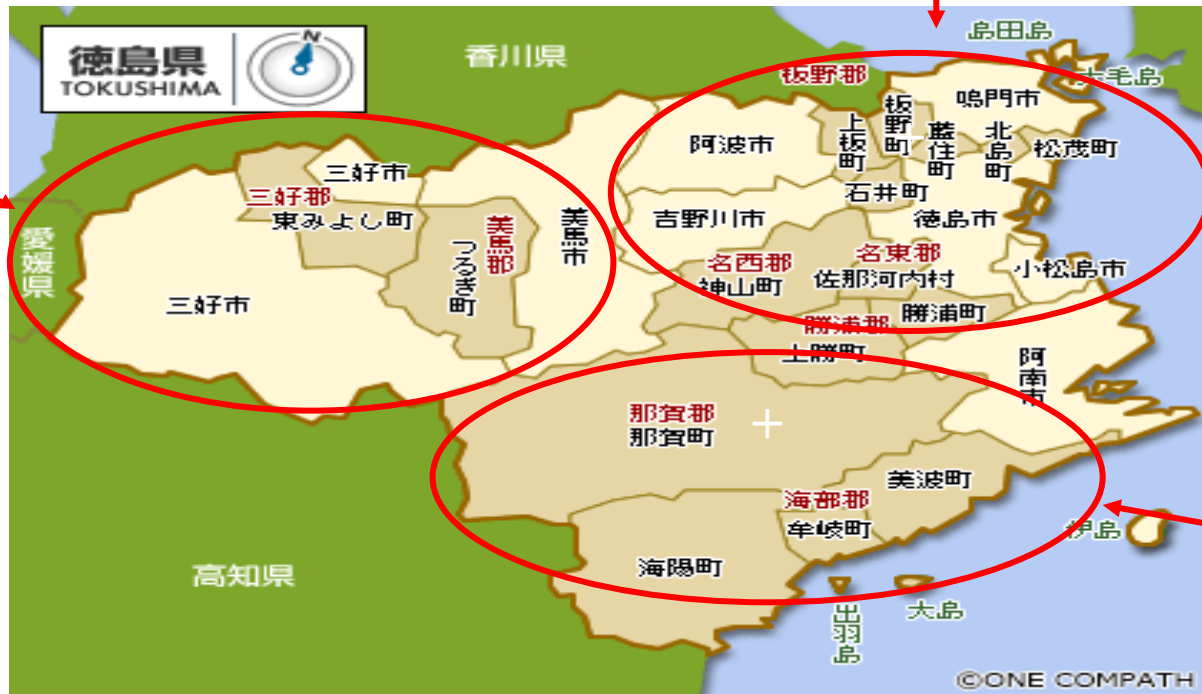 徳島県
TOKUSHIMA
N
香川県
島田島
大毛島
板野郡
鳴門市
板野町
上板町
藍住町
北島町
松茂町
阿波市
石井町
三好市
三好郡
東みよし町
吉野川市
徳島市
美馬市
美馬郡
つるぎ町
愛媛県
名西郡
神山町
名東郡
佐那河内村
小松島市
三好市
勝浦町
勝浦郡
上勝町
阿南市
那賀郡
那賀町
美波町
海部郡
牟岐町
伊島
海陽町
高知県
出羽島
大島
©ONE COMPATH